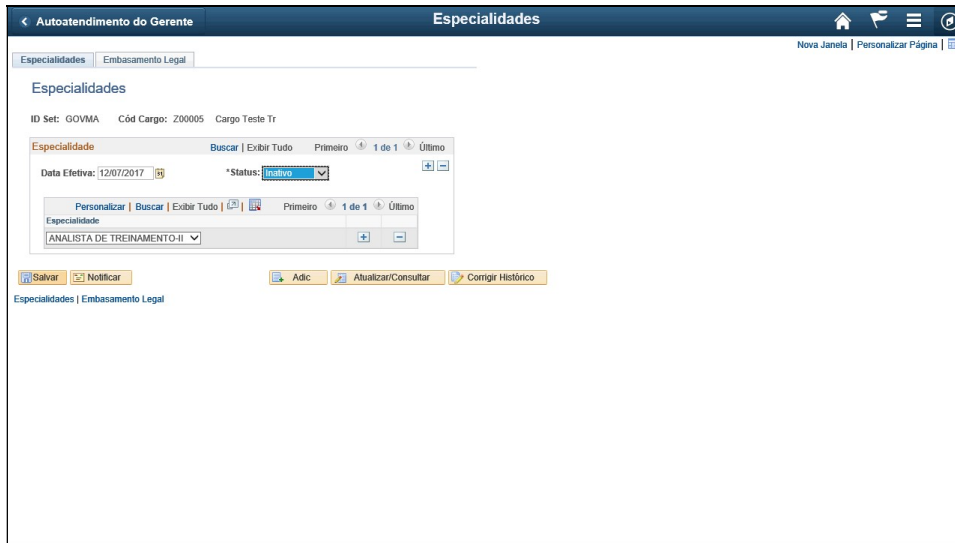 Autoatendimento do Gerente
Especialidades
Nova Janela | Personalizar Página |
Especialidades Embasamento Legal
Especialidades
ID Set: GOVMA Cód Cargo: Z00005 Cargo Teste Tr
Especialidade Buscar | Exibir Tudo Primeiro 1 de 1 Último
Data Efetiva: 12/07/2017 31 *Status: Inativo
Personalizar | Buscar | Exibir Tudo | | Primeiro 1 de 1 Último
Especialidade
ANALISTA DE TREINAMENTO-II
Salvar Notificar Adic Atualizar/Consultar Corrigir Histórico
Especialidades | Embasamento Legal